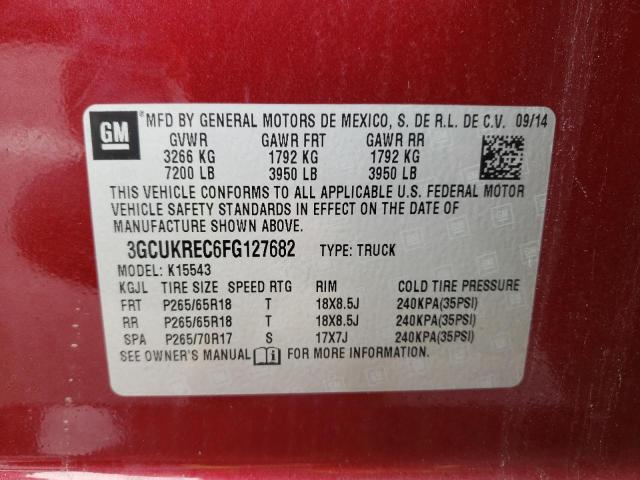 GM
® MFD BY GENERAL MOTORS DE MEXICO, S. DE R.L. DE C.V. 09/14
GVWR GAWR FRT GAWR RR
3266 KG 1792 KG 1792 KG
7200 LB 3950 LB 3950 LB
THIS VEHICLE CONFORMS TO ALL APPLICABLE U.S. FEDERAL MOTOR
VEHICLE SAFETY STANDARDS IN EFFECT ON THE DATE OF
MANUFACTURE SHOWN ABOVE.
3GCUKREC6FG127682 TYPE: TRUCK
MODEL: K15543
KGJL TIRE SIZE SPEED RTG RIM COLD TIRE PRESSURE
FRT P265/65R18 T 18X8.5J 240KPA(35PSI)
RR P265/65R18 T 18X8.5J 240KPA(35PSI)
SPA P265/70R17 S 17X7J 240KPA(35PSI)
SEE OWNER'S MANUAL FOR MORE INFORMATION.